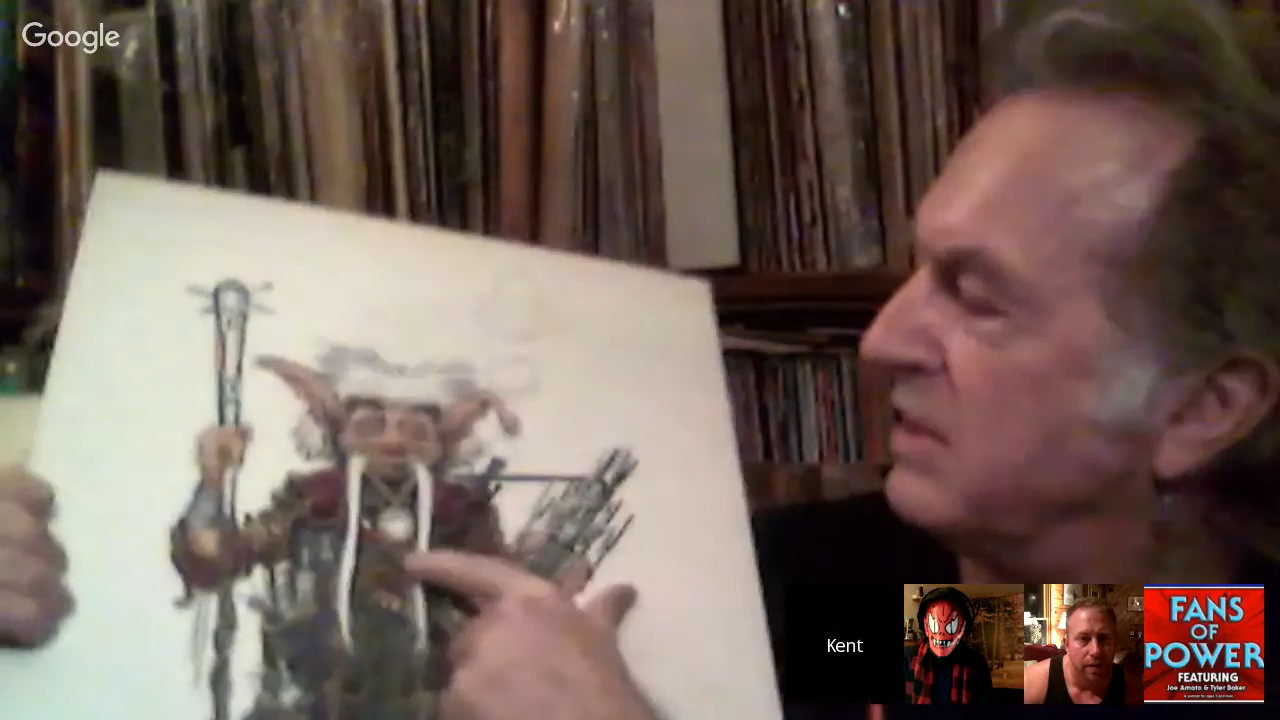 Google
Kent
FANS
OF
POWER
FEATURING
Joe Amato & Tyler Baker